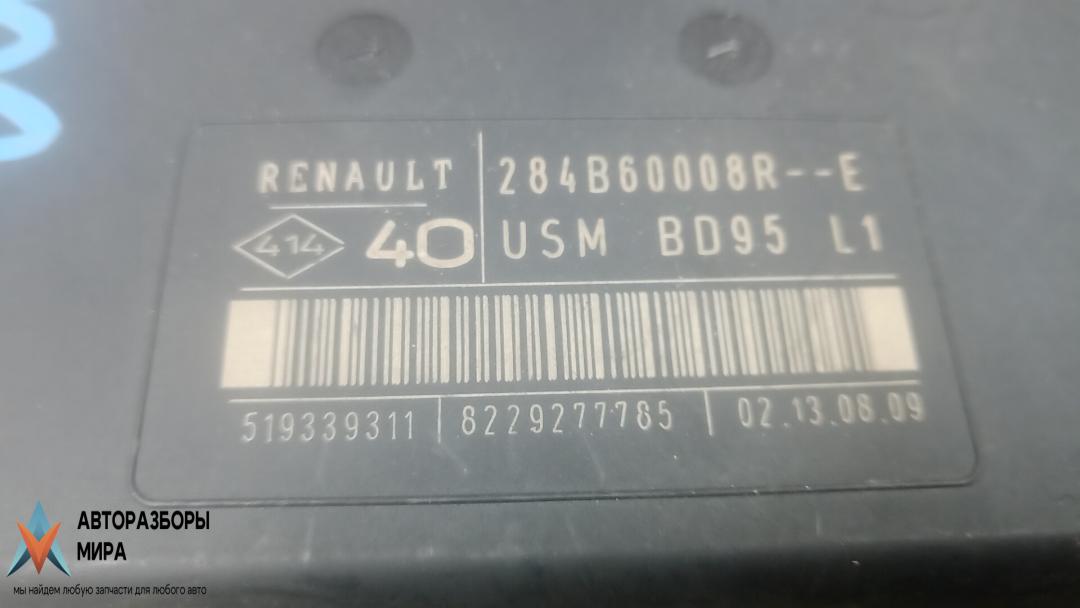 RENAULT 284B60008R--E
414 40 USM BD95 L1
519339311 8229277785 02.13.08.09
АВТОРАЗБОРЫ
МИРА
мы найдем любую запчасти для любого авто